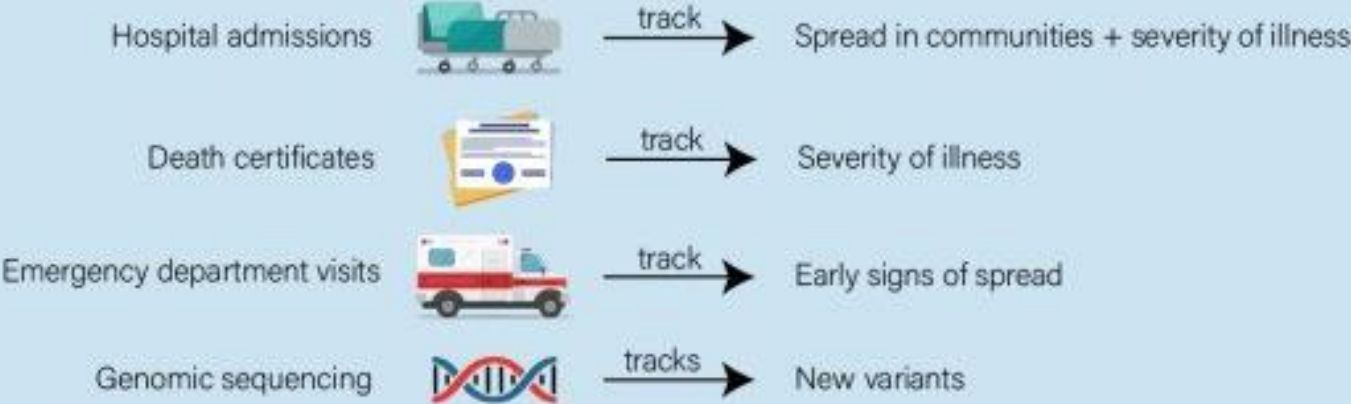 Hospital admissions track Spread in communities + severity of illness
Death certificates track Severity of illness
Emergency department visits track Early signs of spread
Genomic sequencing tracks New variants